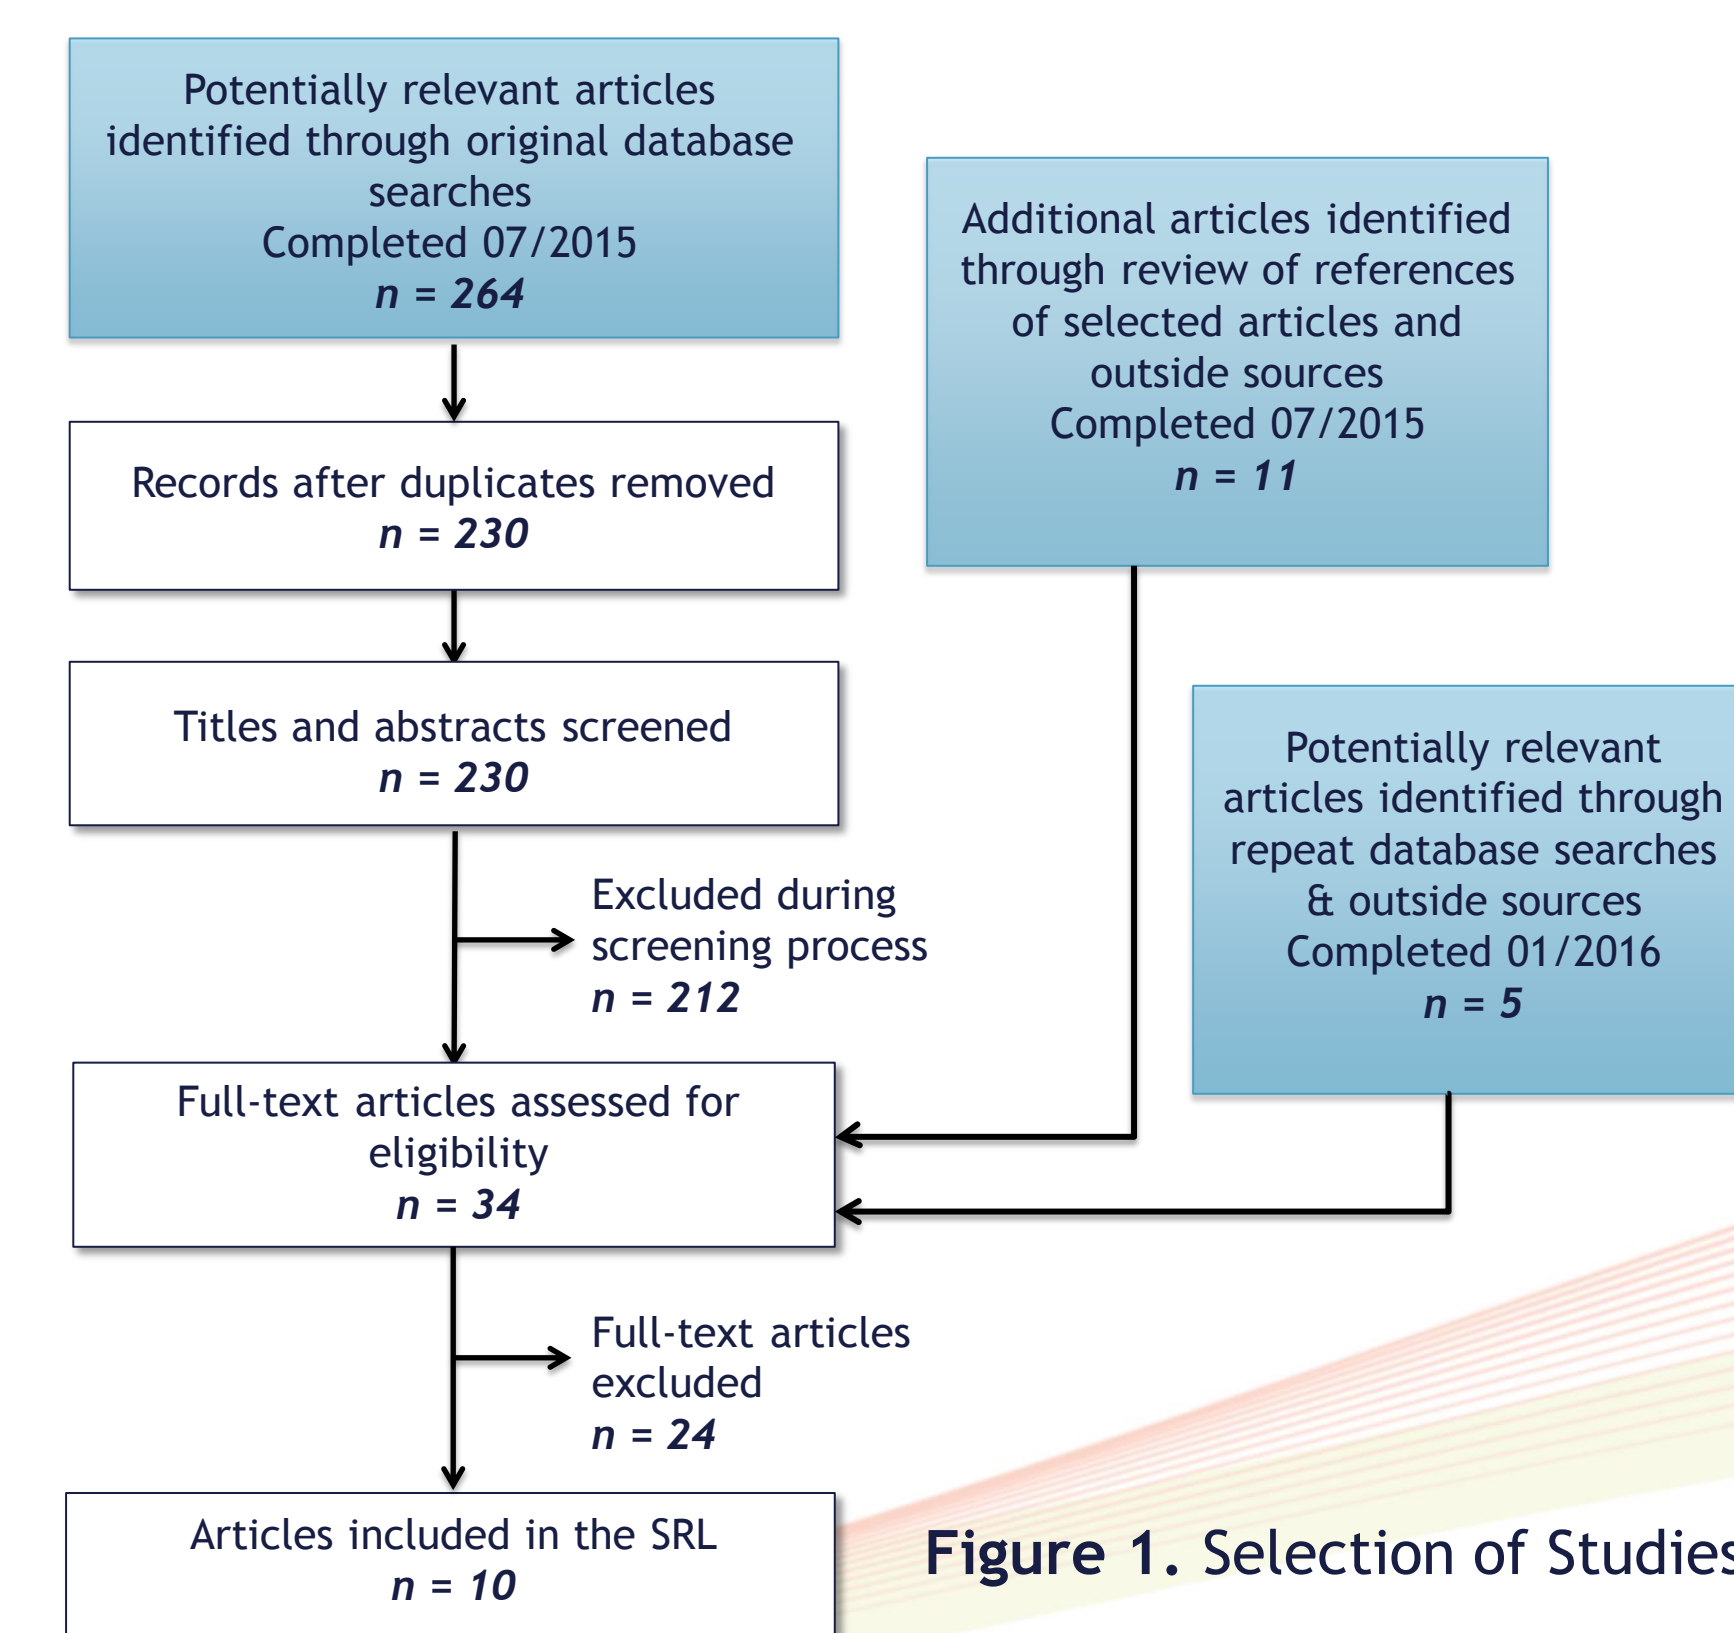 Potentially relevant articles
identified through original database
searches
Completed 07/2015
n = 264
Records after duplicates removed
n = 230
Titles and abstracts screened
n = 230
Excluded during
screening process
n = 212
Additional articles identified
through review of references
of selected articles and
outside sources
Completed 07/2015
n = 11
Potentially relevant
articles identified through
repeat database searches
& outside sources
Completed 01/2016
n = 5
Full-text articles assessed for
eligibility
n = 34
Full-text articles
excluded
n = 24
Articles included in the SRL
n = 10
Figure 1. Selection of Studies